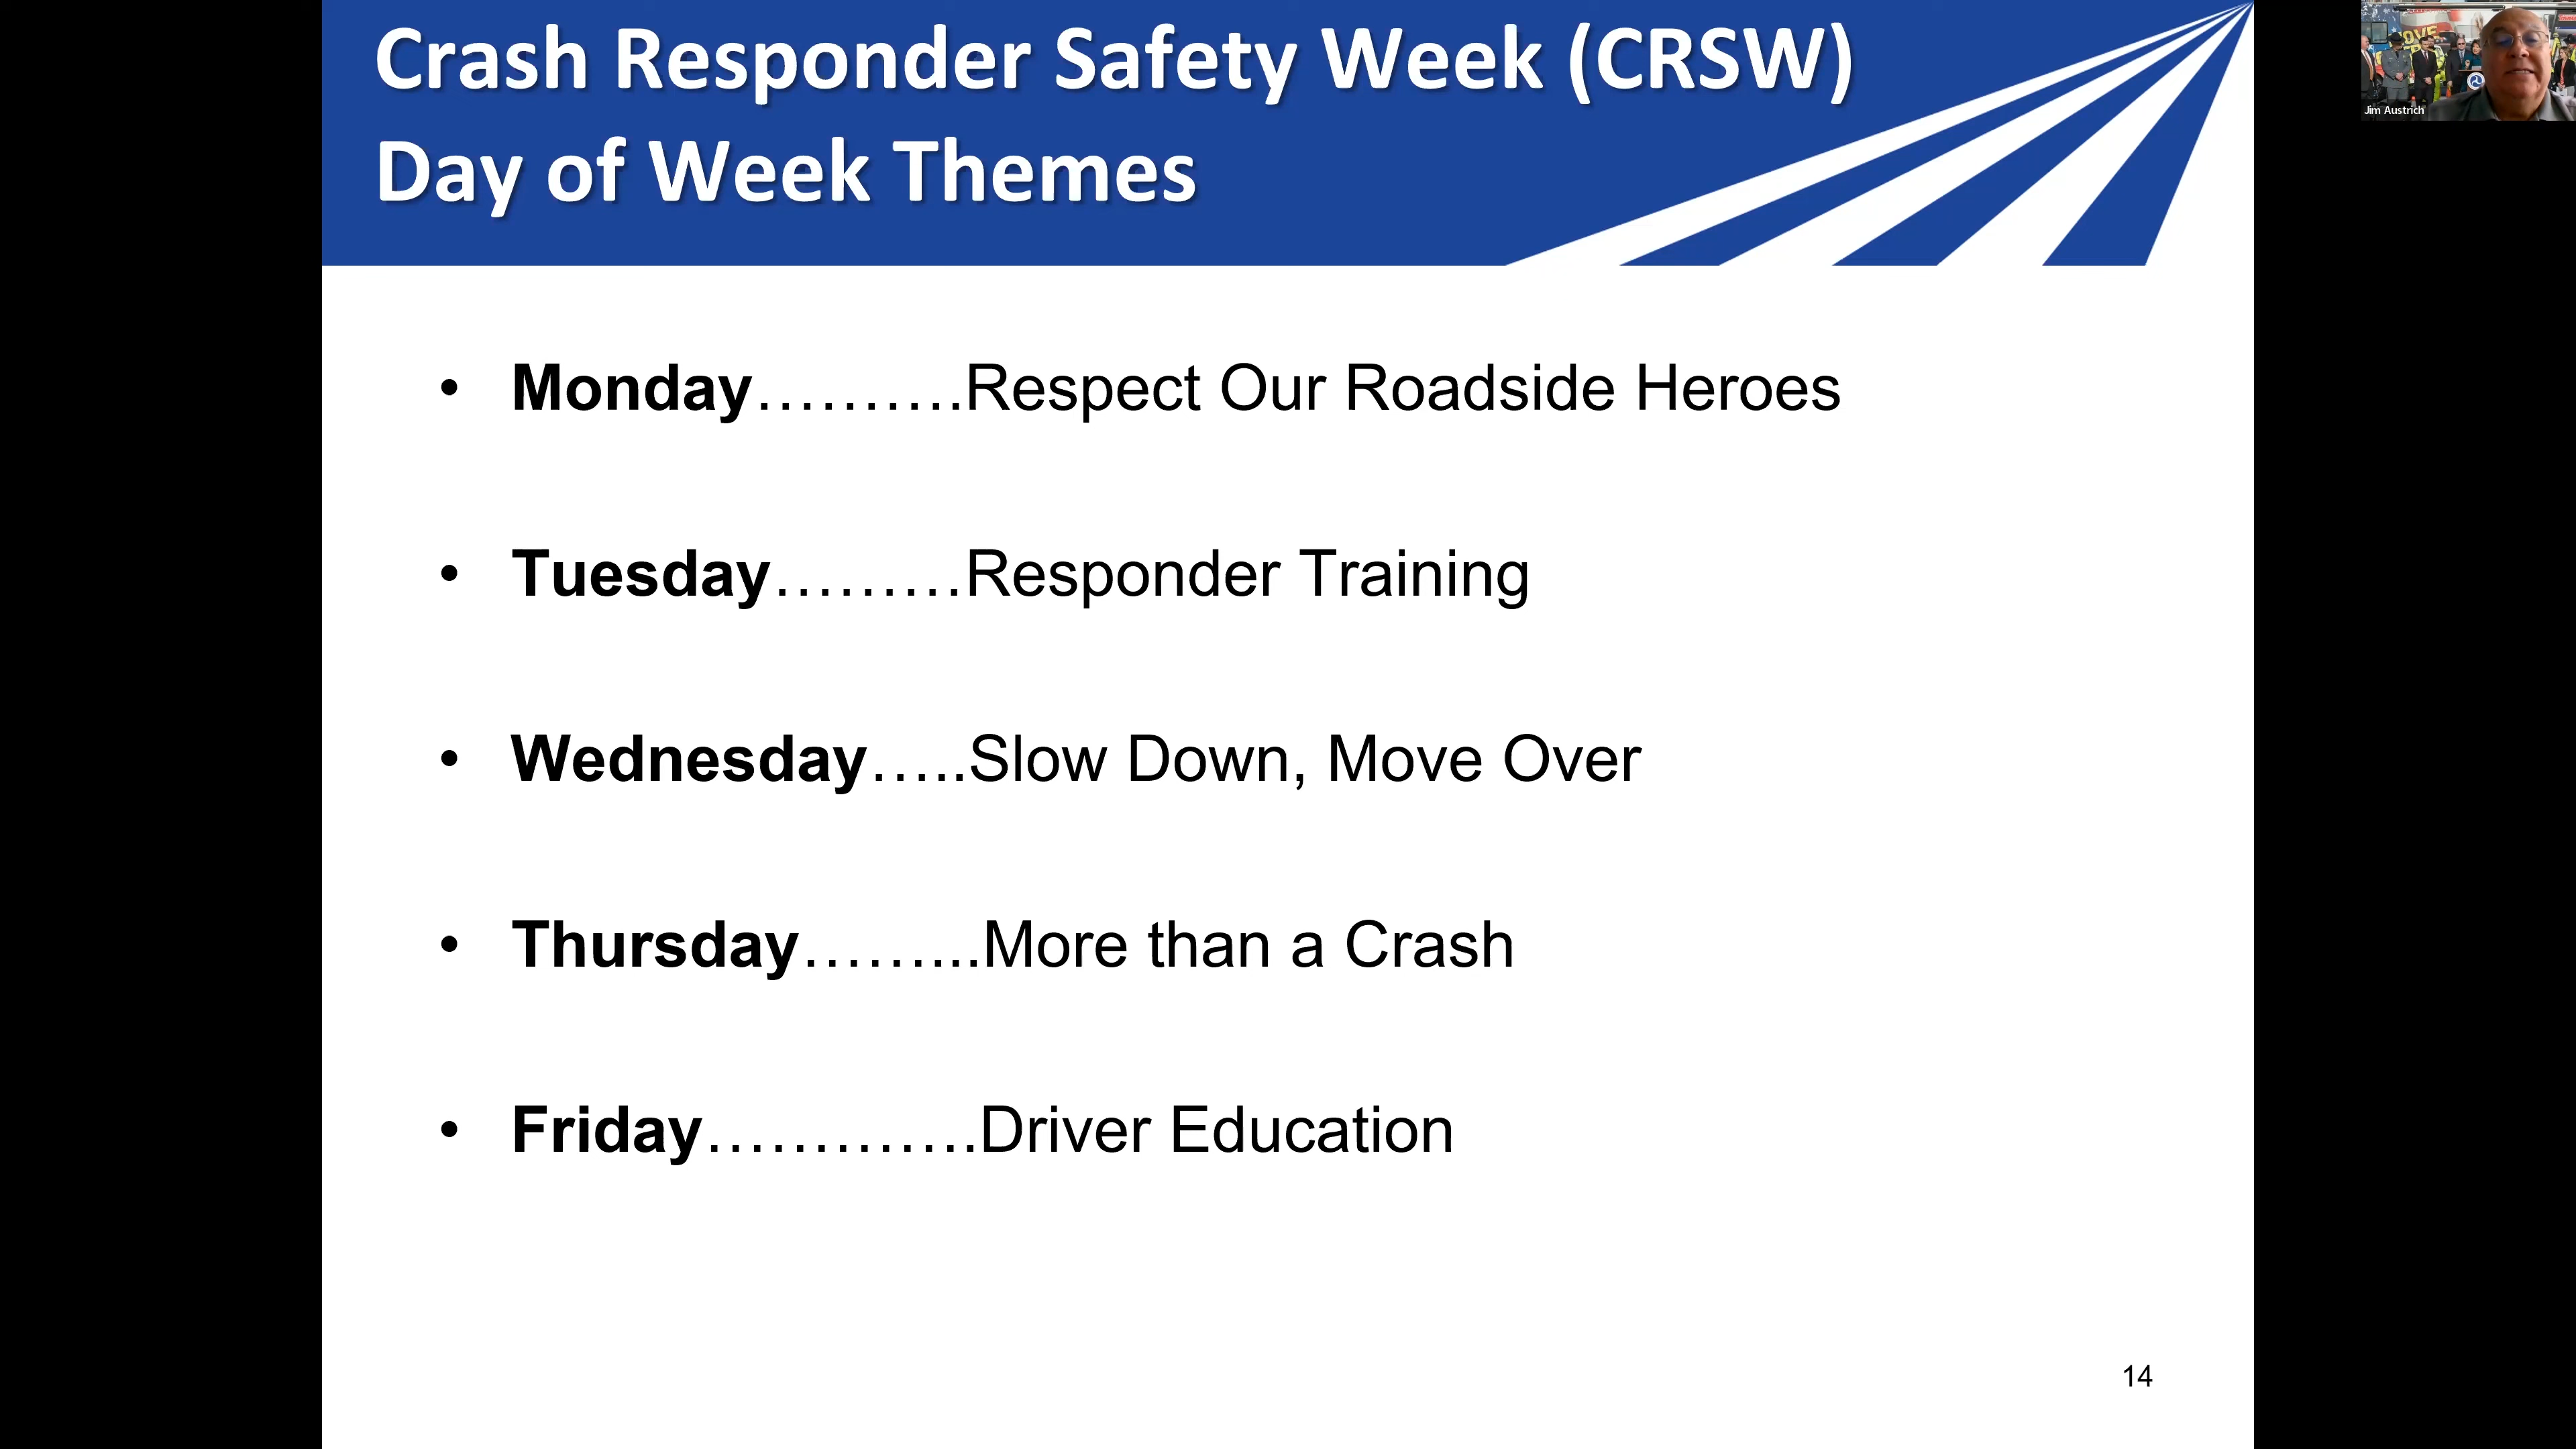 Crash Responder Safety Week (CRSW)
Day of Week Themes
• Monday……….Respect Our Roadside Heroes
• Tuesday………Responder Training
• Wednesday…..Slow Down, Move Over
• Thursday……...More than a Crash
• Friday………….Driver Education
14
Jim Austrich